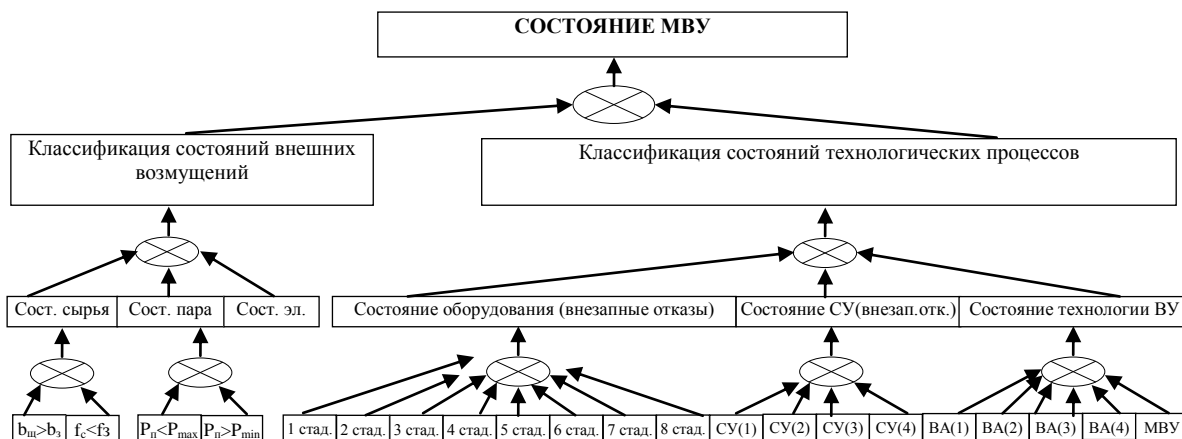 СОСТОЯНИЕ МВУ
Классификация состояний внешних
возмущений
Классификация состояний технологических процессов
Сост. сырья
Сост. пара
Сост. эл.
Состояние оборудования (внезапные отказы)
Состояние СУ(внезап.отк.)
Состояние технологии ВУ
bщ>bз
fс<fз
Pп<Pmax
Pп>Pmin
1 стад.
2 стад.
3 стад.
4 стад.
5 стад.
6 стад.
7 стад.
8 стад.
СУ(1)
СУ(2)
СУ(3)
СУ(4)
ВА(1)
ВА(2)
ВА(3)
ВА(4)
МВУ